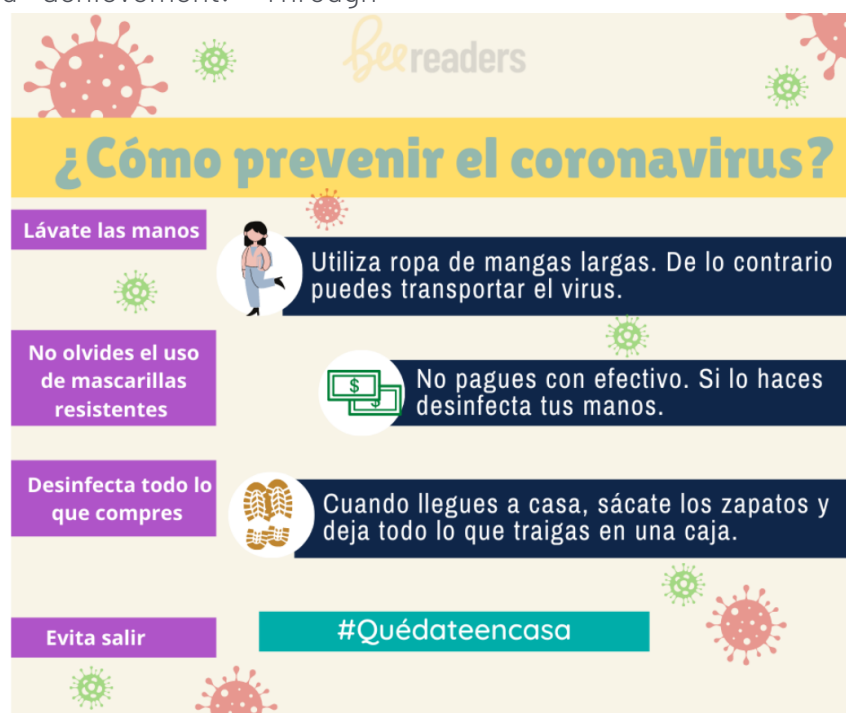 a achievement. Through
Beereaders
¿Cómo prevenir el coronavirus?
Lávate las manos
Utiliza ropa de mangas largas. De lo contrario
puedes transportar el virus.
No olvides el uso
de mascarillas
resistentes
No pagues con efectivo. Si lo haces
desinfecta tus manos.
Desinfecta todo lo
que compres
Cuando llegues a casa, sácate los zapatos y
deja todo lo que traigas en una caja.
Evita salir
#Quédateencasa